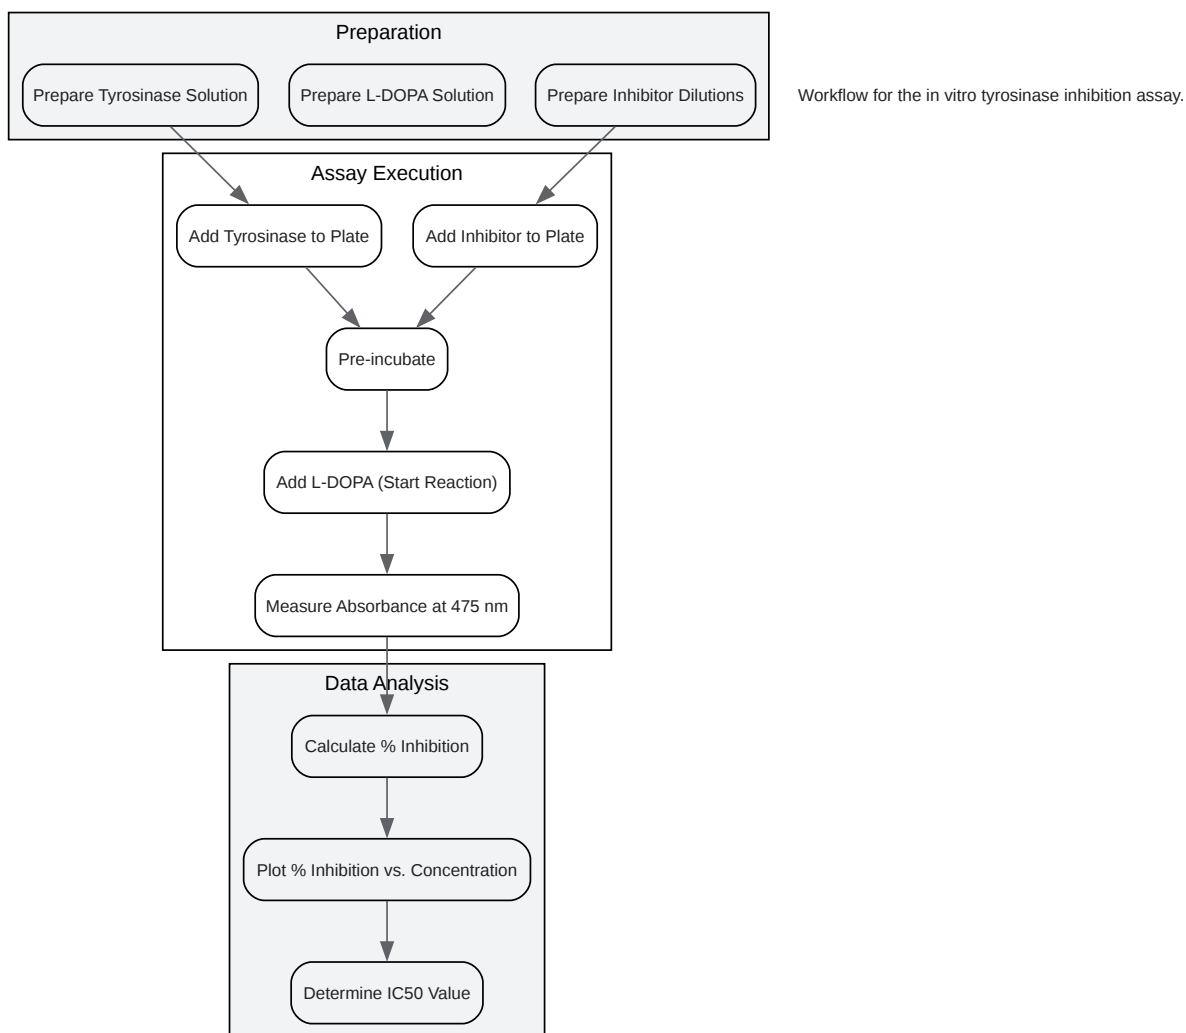 Preparation
Prepare Tyrosinase Solution
Prepare L-DOPA Solution
Prepare Inhibitor Dilutions
Workflow for the in vitro tyrosinase inhibition assay.
Assay Execution
Add Tyrosinase to Plate
Add Inhibitor to Plate
Pre-incubate
Add L-DOPA (Start Reaction)
Measure Absorbance at 475 nm
Data Analysis
Calculate % Inhibition
Plot % Inhibition vs. Concentration
Determine IC50 Value